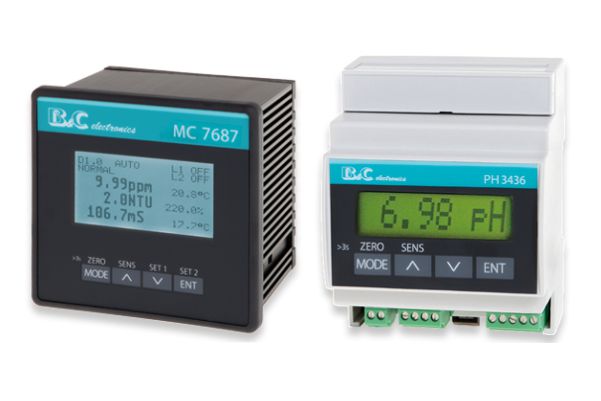 B&C electronics
MC 7687
D1.0 AUTO L1 OFF
NORMAL L2 OFF
9.99ppm 20.8°C
2.0NTU 220.0%
186.7mS 17.7°C
>3s ZERO SENS SET 1 SET 2
MODE ENT
B&C electronics
PH 3436
6.98 pH
>3s ZERO SENS
MODE ENT